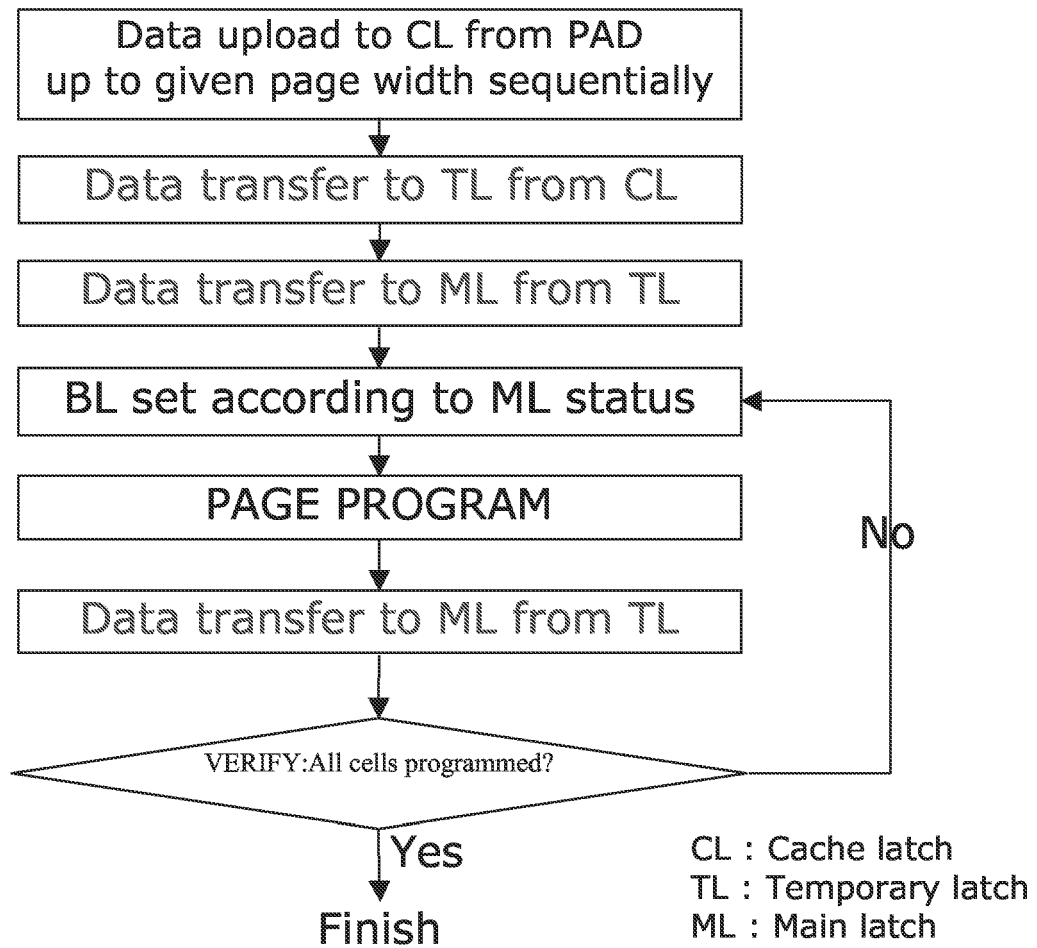 Data upload to CL from PAD
up to given page width sequentially
Data transfer to TL from CL
Data transfer to ML from TL
BL set according to ML status
PAGE PROGRAM
No
Data transfer to ML from TL
VERIFY:All cells programmed?
Yes
Finish
CL : Cache latch
TL : Temporary latch
ML : Main latch